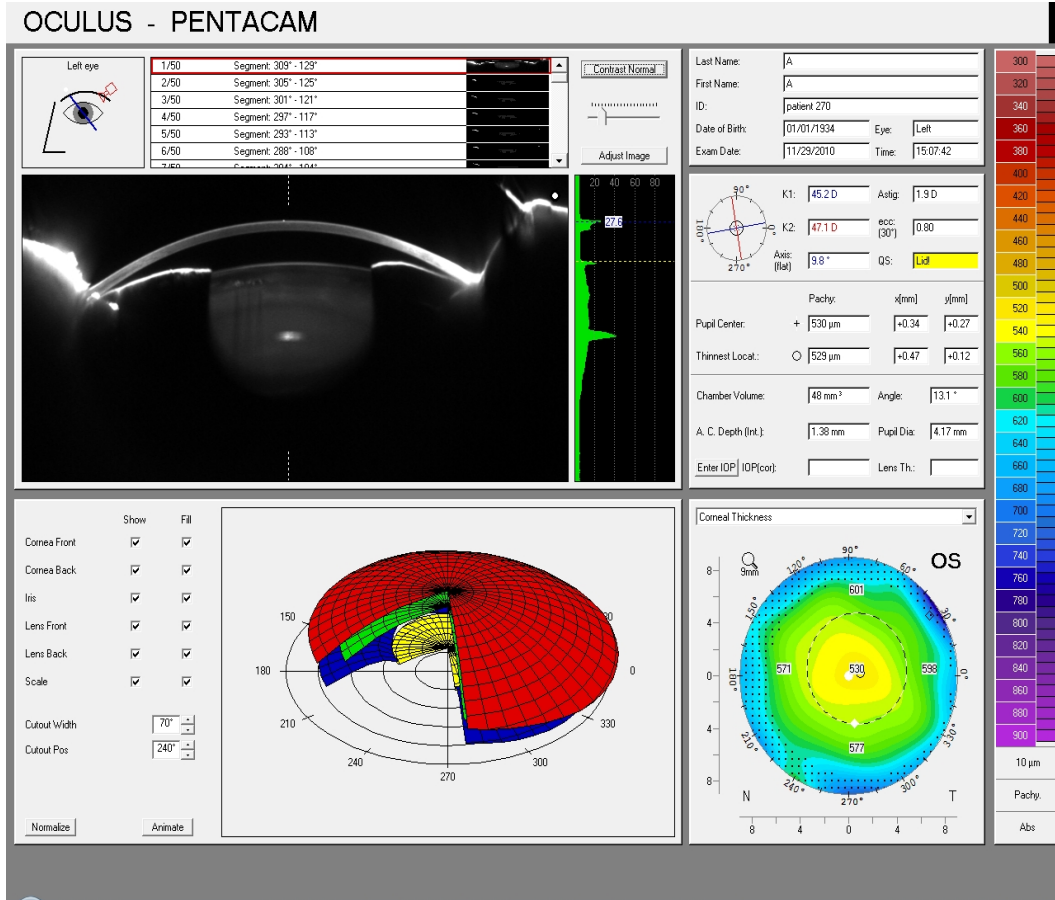 OCULUS - PENTACAM
Left eye
1/50 Segment: 309° - 129°
2/50 Segment: 305° - 125°
3/50 Segment: 301° - 121°
4/50 Segment: 297° - 117°
5/50 Segment: 293° - 113°
6/50 Segment: 288° - 108°
Contrast Normal
Adjust Image
20 40 60 80
27.6
Last Name: A
First Name: A
ID: patient 270
Date of Birth: 01/01/1934 Eye: Left
Exam Date: 11/29/2010 Time: 15:07:42
90°
180°
0°
270°
K1: 45.2 D Astig: 1.9 D
K2: 47.1 D ecc: (30°) 0.80
Axis: (flat) 9.8 ° QS: Lid!
Pachy: x[mm] y[mm]
Pupil Center: + 530 µm +0.34 +0.27
Thinnest Locat.: O 529 µm +0.47 +0.12
Chamber Volume: 48 mm³ Angle: 13.1 °
A. C. Depth (Int.): 1.38 mm Pupil Dia: 4.17 mm
Enter IOP IOP(cor): Lens Th.:
Show Fill
Cornea Front
Cornea Back
Iris
Lens Front
Lens Back
Scale
Cutout Width 70°
Cutout Pos 240°
Normalize Animate
150
180
210
240
270
300
330
0
Corneal Thickness
9mm
OS
90°
120°
60°
150°
30°
180°
0°
210°
330°
240°
300°
270°
601
571 530 598
577
8
4
0
4
8
N T
8 4 0 4 8
300
320
340
360
380
400
420
440
460
480
500
520
540
560
580
600
620
640
660
680
700
720
740
760
780
800
820
840
860
880
900
10 µm
Pachy.
Abs